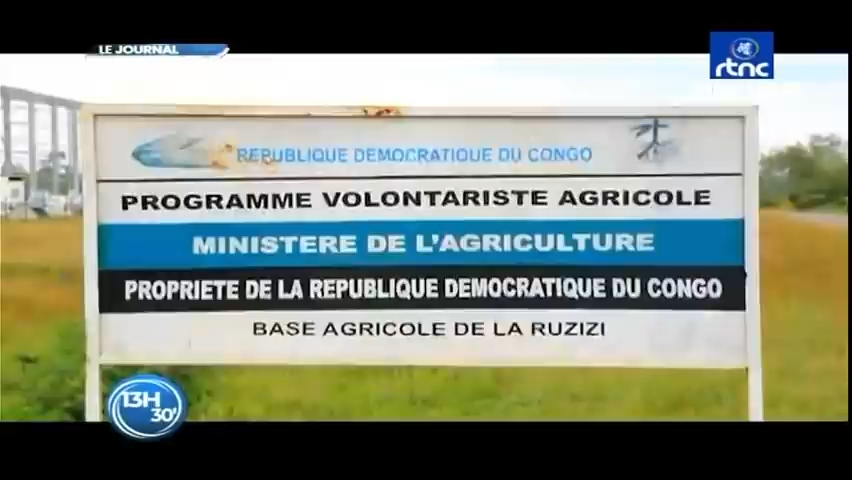 LE JOURNAL
rtnc
REPUBLIQUE DEMOCRATIQUE DU CONGO
PROGRAMME VOLONTARISTE AGRICOLE
MINISTERE DE L'AGRICULTURE
PROPRIETE DE LA REPUBLIQUE DEMOCRATIQUE DU CONGO
BASE AGRICOLE DE LA RUZIZI
13H
30'